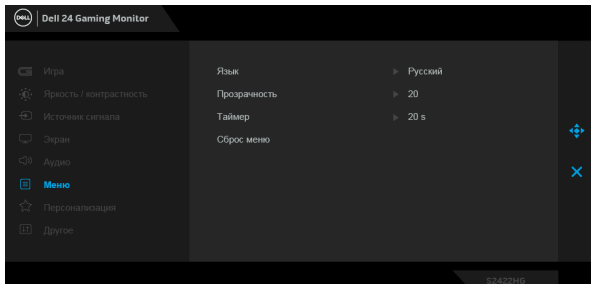 DELL Dell 24 Gaming Monitor
Игра
Яркость / контрастность
Источник сигнала
Экран
Аудио
Меню
Персонализация
Другое
Язык Русский
Прозрачность 20
Таймер 20 s
Сброс меню
S2422HG